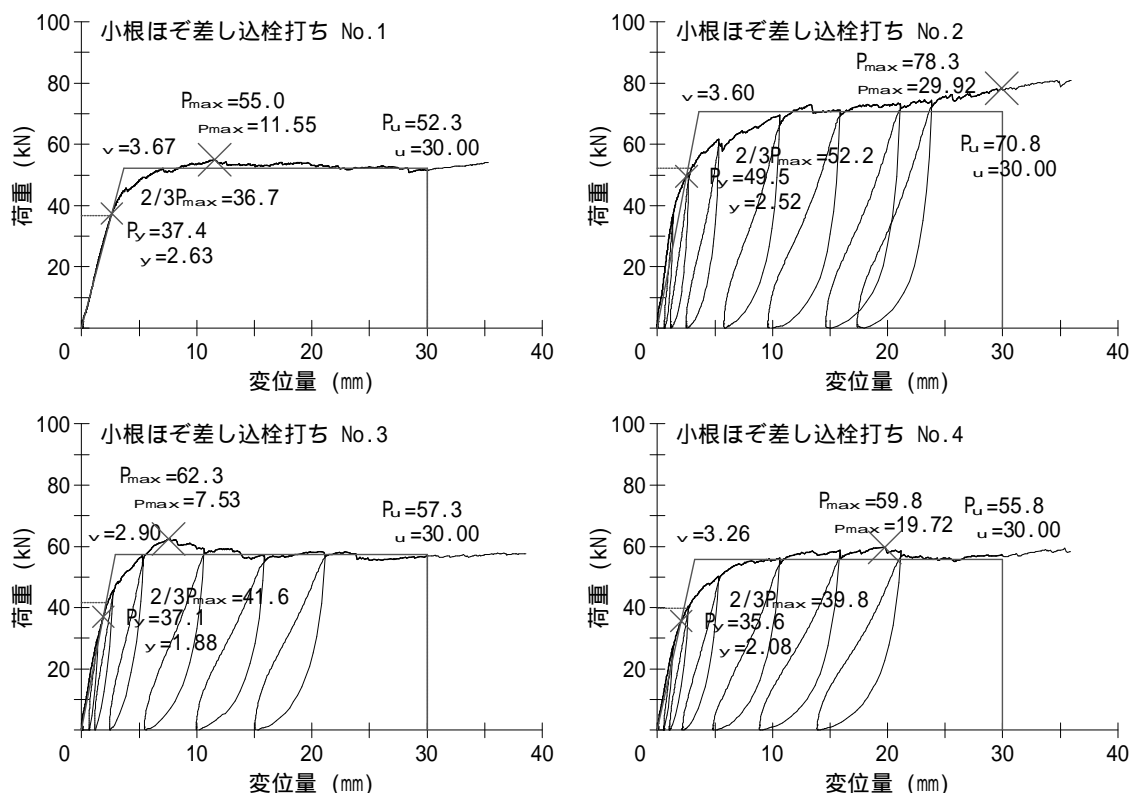 小根ほぞ差し込栓打ち No.1
Pmax=55.0
Pmax=11.55
v=3.67
Pu=52.3
u=30.00
2/3Pmax=36.7
Py=37.4
y=2.63
荷重 (kN)
100
80
60
40
20
0
10
20
30
40
変位量 (㎜)
小根ほぞ差し込栓打ち No.2
Pmax=78.3
Pmax=29.92
v=3.60
Pu=70.8
u=30.00
2/3Pmax=52.2
Py=49.5
y=2.52
荷重 (kN)
100
80
60
40
20
0
10
20
30
40
変位量 (㎜)
小根ほぞ差し込栓打ち No.3
Pmax=62.3
Pmax=7.53
v=2.90
Pu=57.3
u=30.00
2/3Pmax=41.6
Py=37.1
y=1.88
荷重 (kN)
100
80
60
40
20
0
10
20
30
40
変位量 (㎜)
小根ほぞ差し込栓打ち No.4
Pmax=59.8
Pmax=19.72
v=3.26
Pu=55.8
u=30.00
2/3Pmax=39.8
Py=35.6
y=2.08
荷重 (kN)
100
80
60
40
20
0
10
20
30
40
変位量 (㎜)